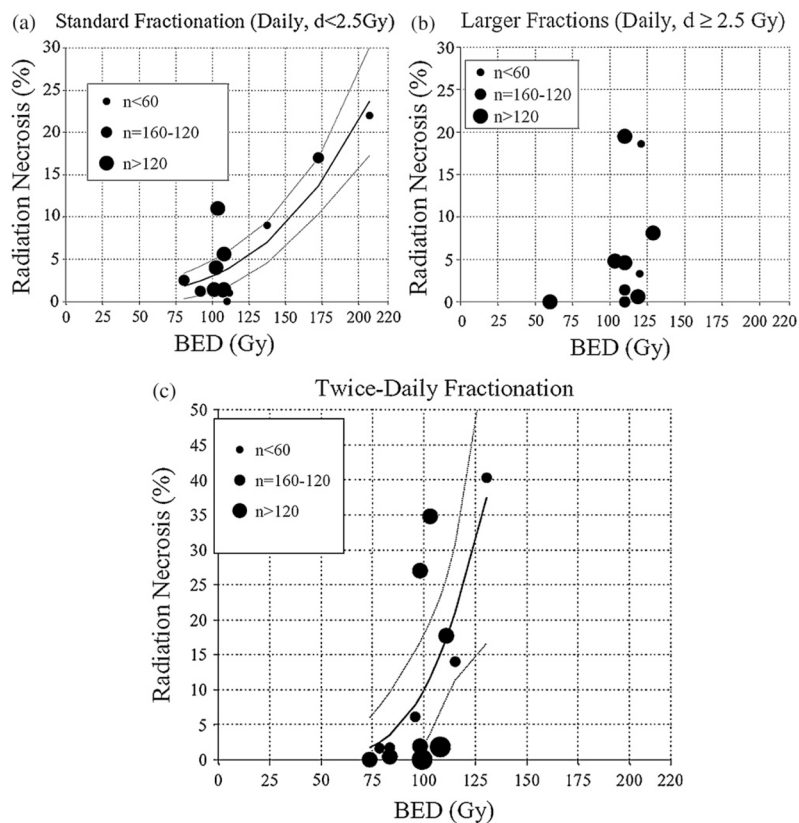 (a) Standard Fractionation (Daily, d<2.5Gy)
Radiation Necrosis (%)
30
25
20
15
10
5
0
n<60
n=160-120
n>120
0 25 50 75 100 125 150 175 200 220
BED (Gy)
(b) Larger Fractions (Daily, d ≥ 2.5 Gy)
Radiation Necrosis (%)
30
25
20
15
10
5
0
n<60
n=160-120
n>120
0 25 50 75 100 125 150 175 200 220
BED (Gy)
(c) Twice-Daily Fractionation
Radiation Necrosis (%)
50
45
40
35
30
25
20
15
10
5
0
n<60
n=160-120
n>120
0 25 50 75 100 125 150 175 200 220
BED (Gy)